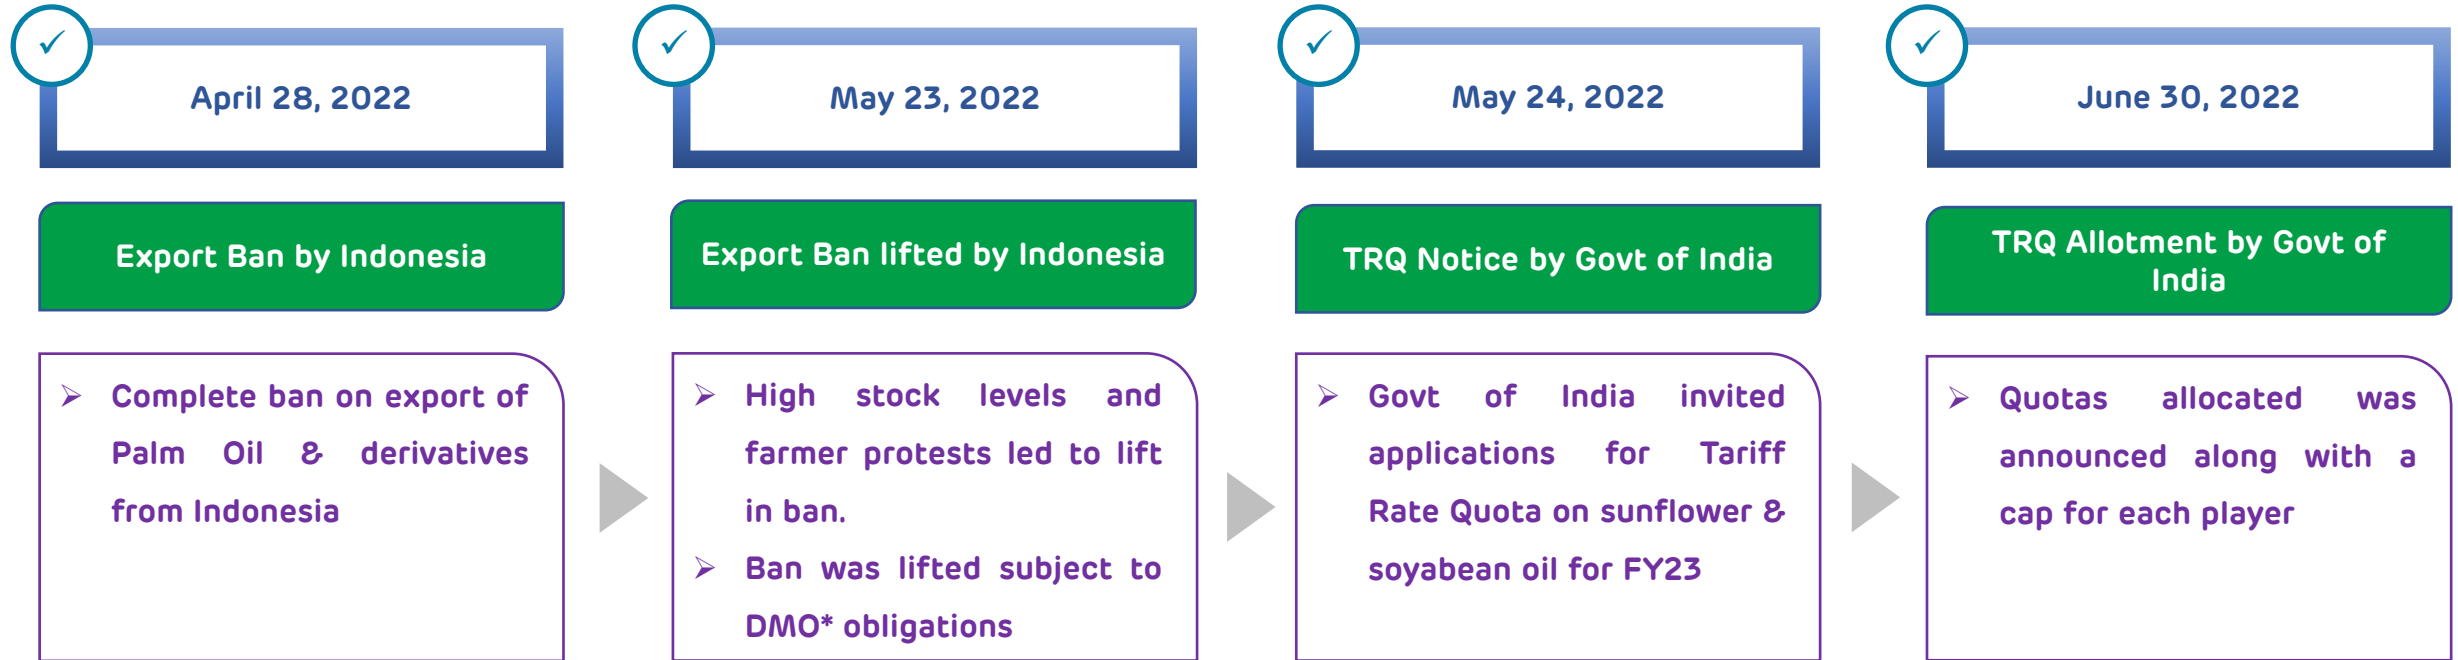 April 28, 2022
Export Ban by Indonesia
➢ Complete ban on export of
Palm Oil & derivatives
from Indonesia
May 23, 2022
Export Ban lifted by Indonesia
➢ High stock levels and
farmer protests led to lift
in ban.
➢ Ban was lifted subject to
DMO* obligations
May 24, 2022
TRQ Notice by Govt of India
➢ Govt of India invited
applications for Tariff
Rate Quota on sunflower &
soyabean oil for FY23
June 30, 2022
TRQ Allotment by Govt of
India
➢ Quotas allocated was
announced along with a
cap for each player